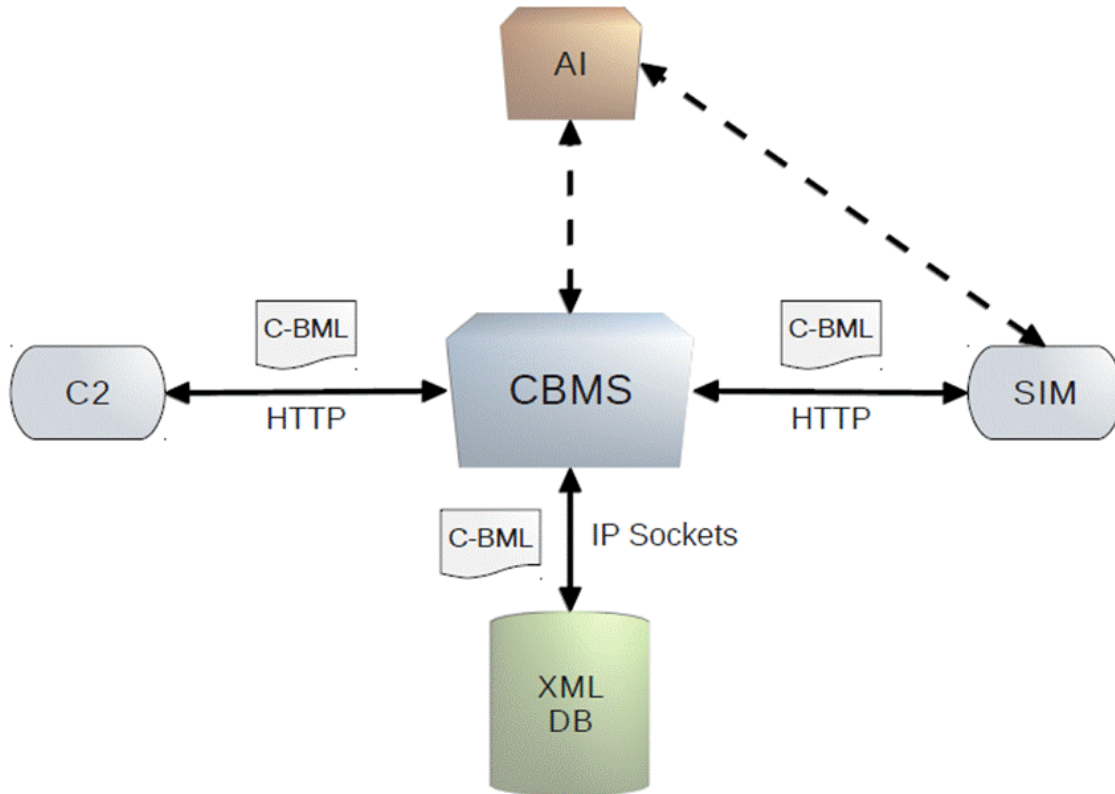 AI
C-BML
C-BML
C2
HTTP
CBMS
HTTP
SIM
C-BML
IP Sockets
XML
DB